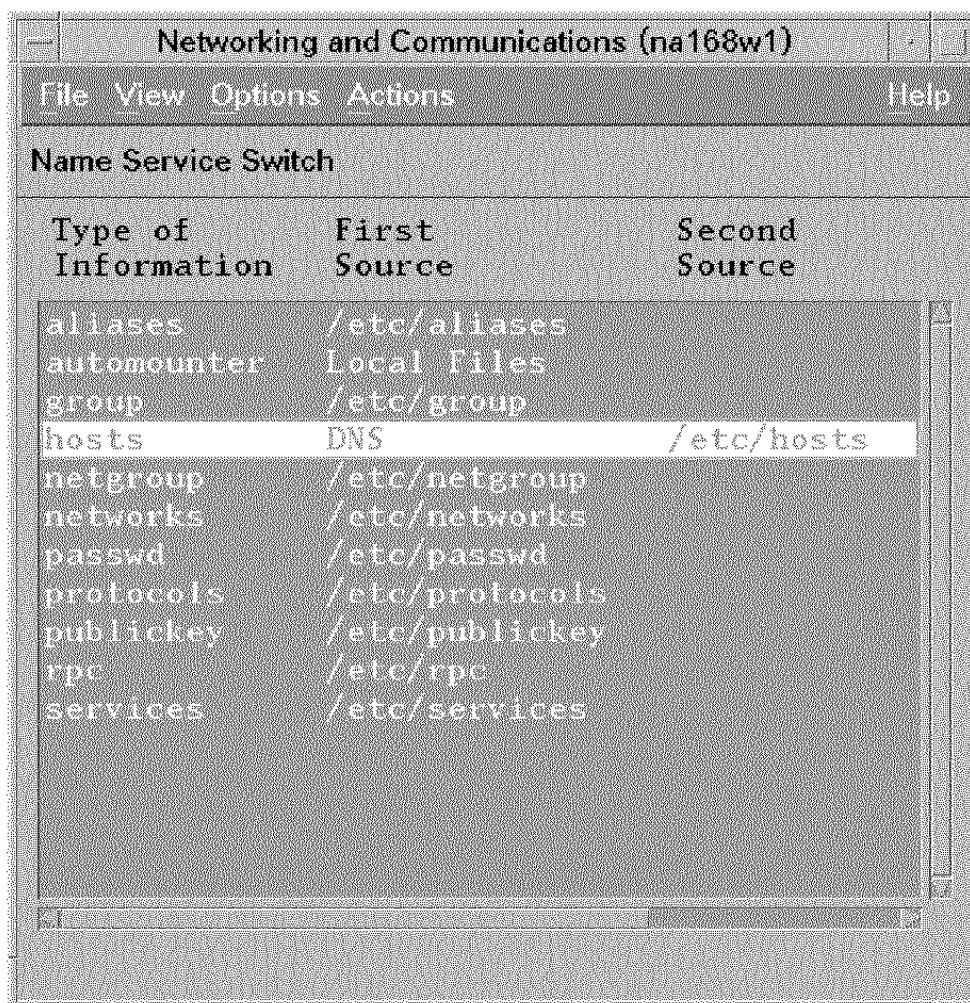 Networking and Communications (na168w1)
File View Options Actions Help
Name Service Switch
Type of First Second
Information Source Source
aliases /etc/aliases
automounter Local Files
group /etc/group
hosts DNS /etc/hosts
netgroup /etc/netgroup
networks /etc/networks
passwd /etc/passwd
protocols /etc/protocols
publickey /etc/publickey
rpc /etc/rpc
services /etc/services